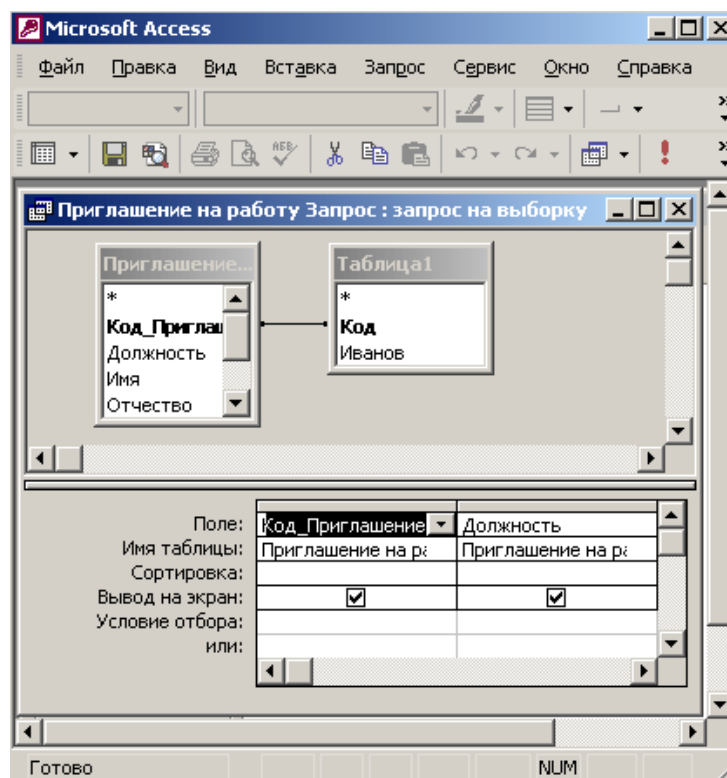 Microsoft Access
Файл Правка Вид Вставка Запрос Сервис Окно Справка
АБВ
Приглашение на работу Запрос : запрос на выборку
Приглашение... Таблица1
* *
Код_Приглаш Код
Должность Иванов
Имя
Отчество
Поле: Код_Приглашение Должность
Имя таблицы: Приглашение на ра Приглашение на ра
Сортировка:
Вывод на экран:
Условие отбора:
или:
Готово NUM